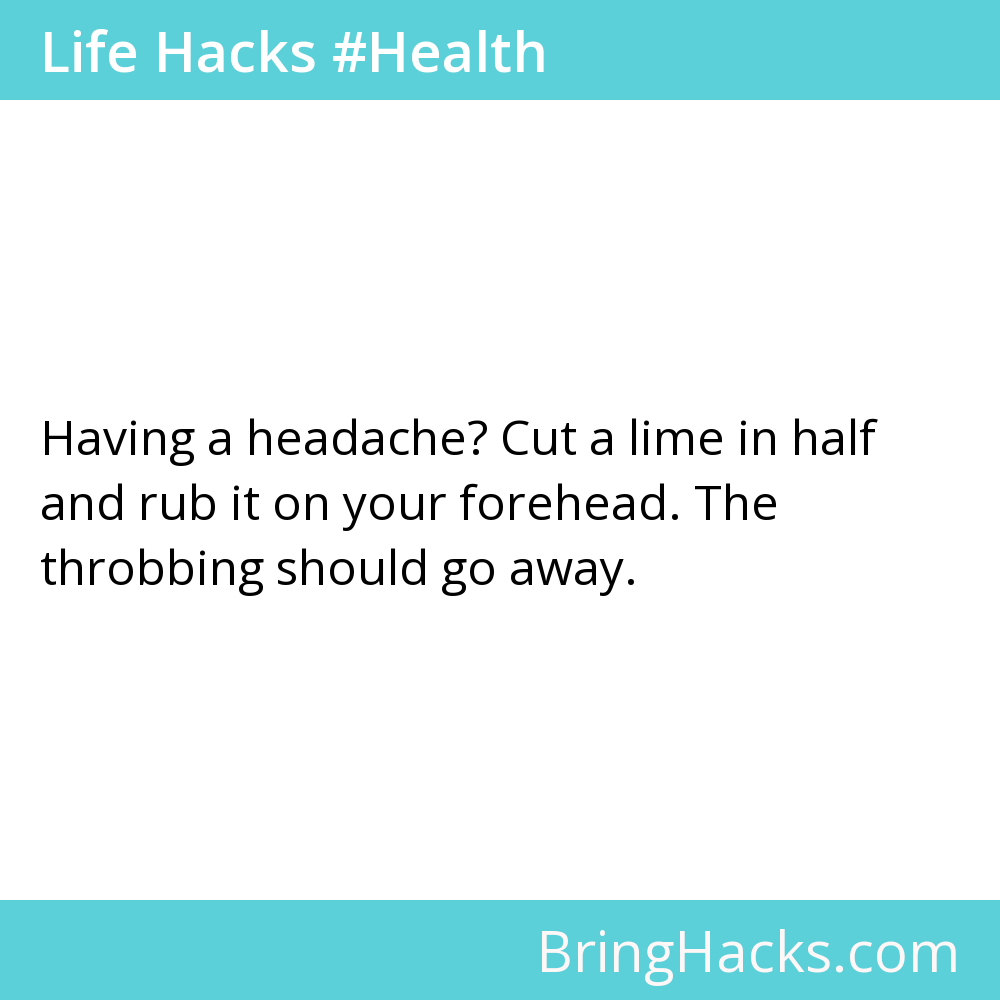 Life Hacks #Health
Having a headache? Cut a lime in half
and rub it on your forehead. The
throbbing should go away.
BringHacks.com